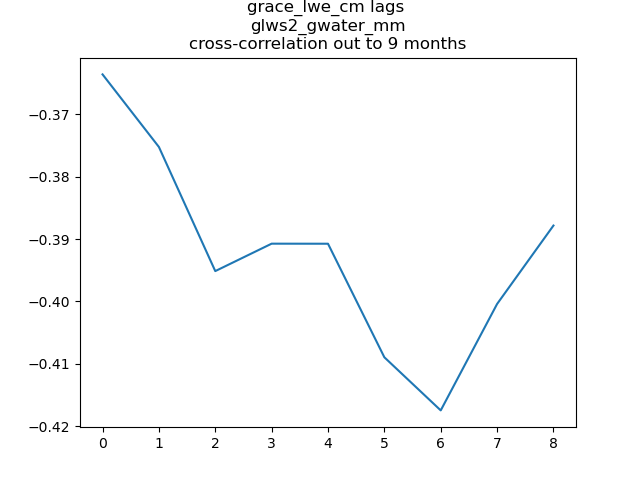 grace_lwe_cm lags
glws2_gwater_mm
cross-correlation out to 9 months
−0.37
−0.38
−0.39
−0.40
−0.41
−0.42
0 1 2 3 4 5 6 7 8